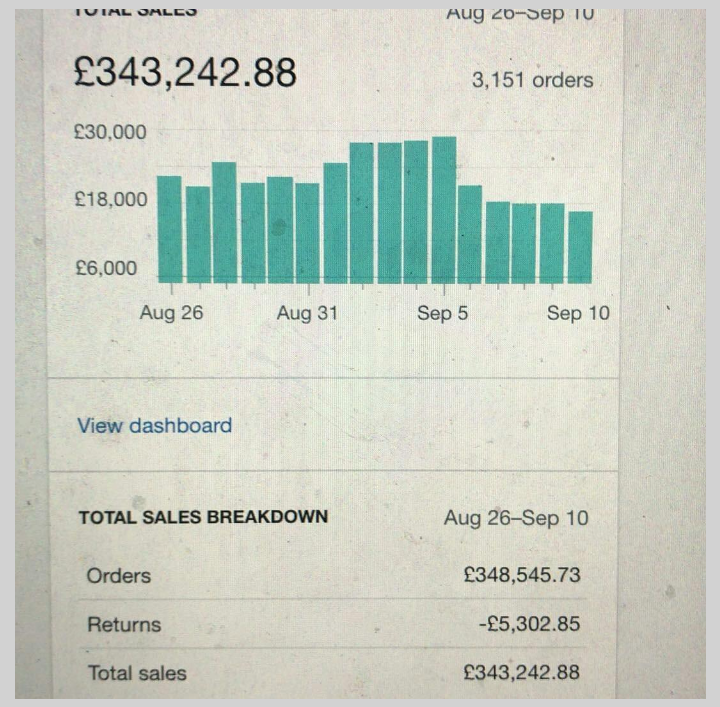 TOTAL SALES Aug 26–Sep 10
£343,242.88 3,151 orders
£30,000
£18,000
£6,000
Aug 26 Aug 31 Sep 5 Sep 10
View dashboard
TOTAL SALES BREAKDOWN Aug 26–Sep 10
Orders £348,545.73
Returns -£5,302.85
Total sales £343,242.88